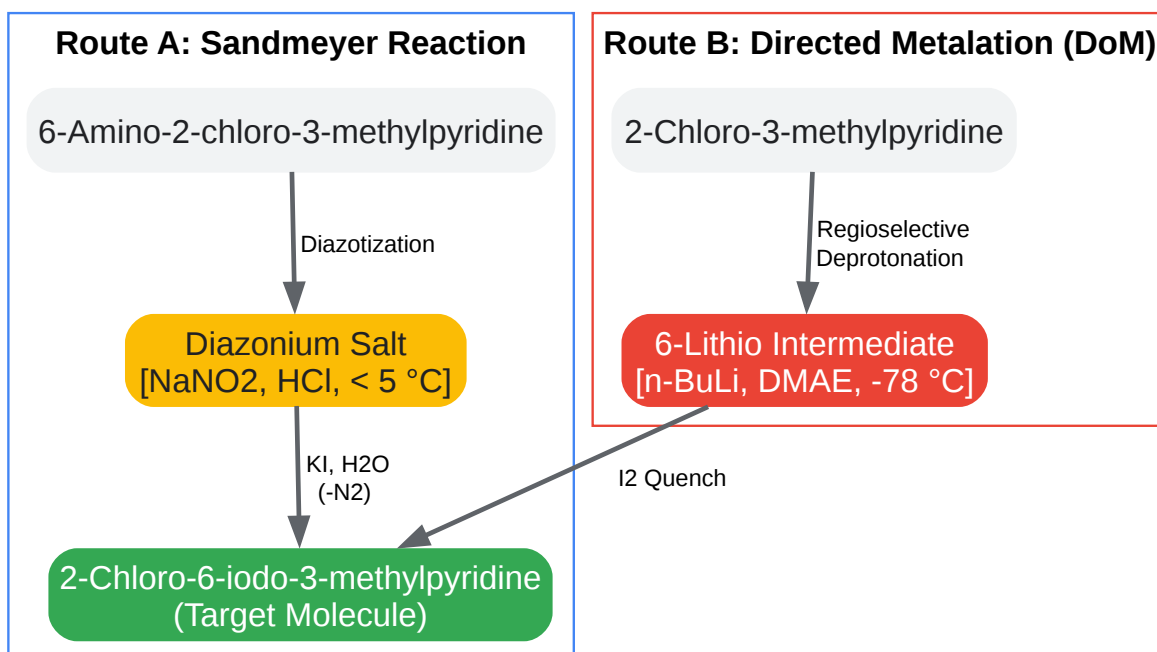 Route A: Sandmeyer Reaction
6-Amino-2-chloro-3-methylpyridine
Diazotization
Diazonium Salt
[NaNO2, HCl, < 5 °C]
KI, H2O
(-N2)
2-Chloro-6-iodo-3-methylpyridine
(Target Molecule)
Route B: Directed Metalation (DoM)
2-Chloro-3-methylpyridine
Regioselective
Deprotonation
6-Lithio Intermediate
[n-BuLi, DMAE, -78 °C]
I2 Quench